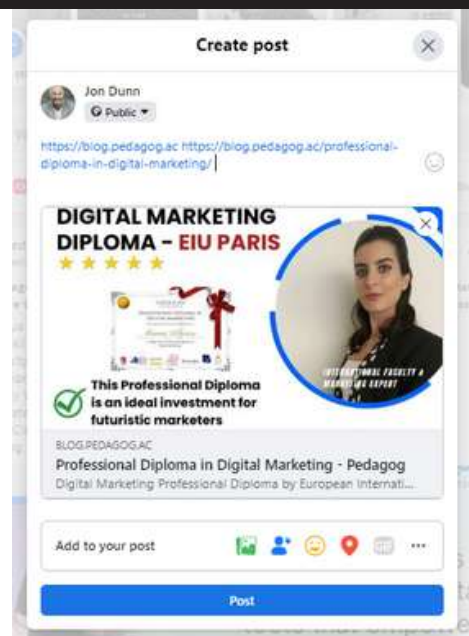 Create post
Jon Dunn
Public
https://blog.pedagog.ac https://blog.pedagog.ac/professional-
diploma-in-digital-marketing/
DIGITAL MARKETING
DIPLOMA - EIU PARIS
INTERNATIONAL FACULTY &
MARKETING EXPERT
This Professional Diploma
is an ideal investment for
futuristic marketers
BLOG.PEDAGOG.AC
Professional Diploma in Digital Marketing - Pedagog
Digital Marketing Professional Diploma by European Internati...
Add to your post
GIF
Post